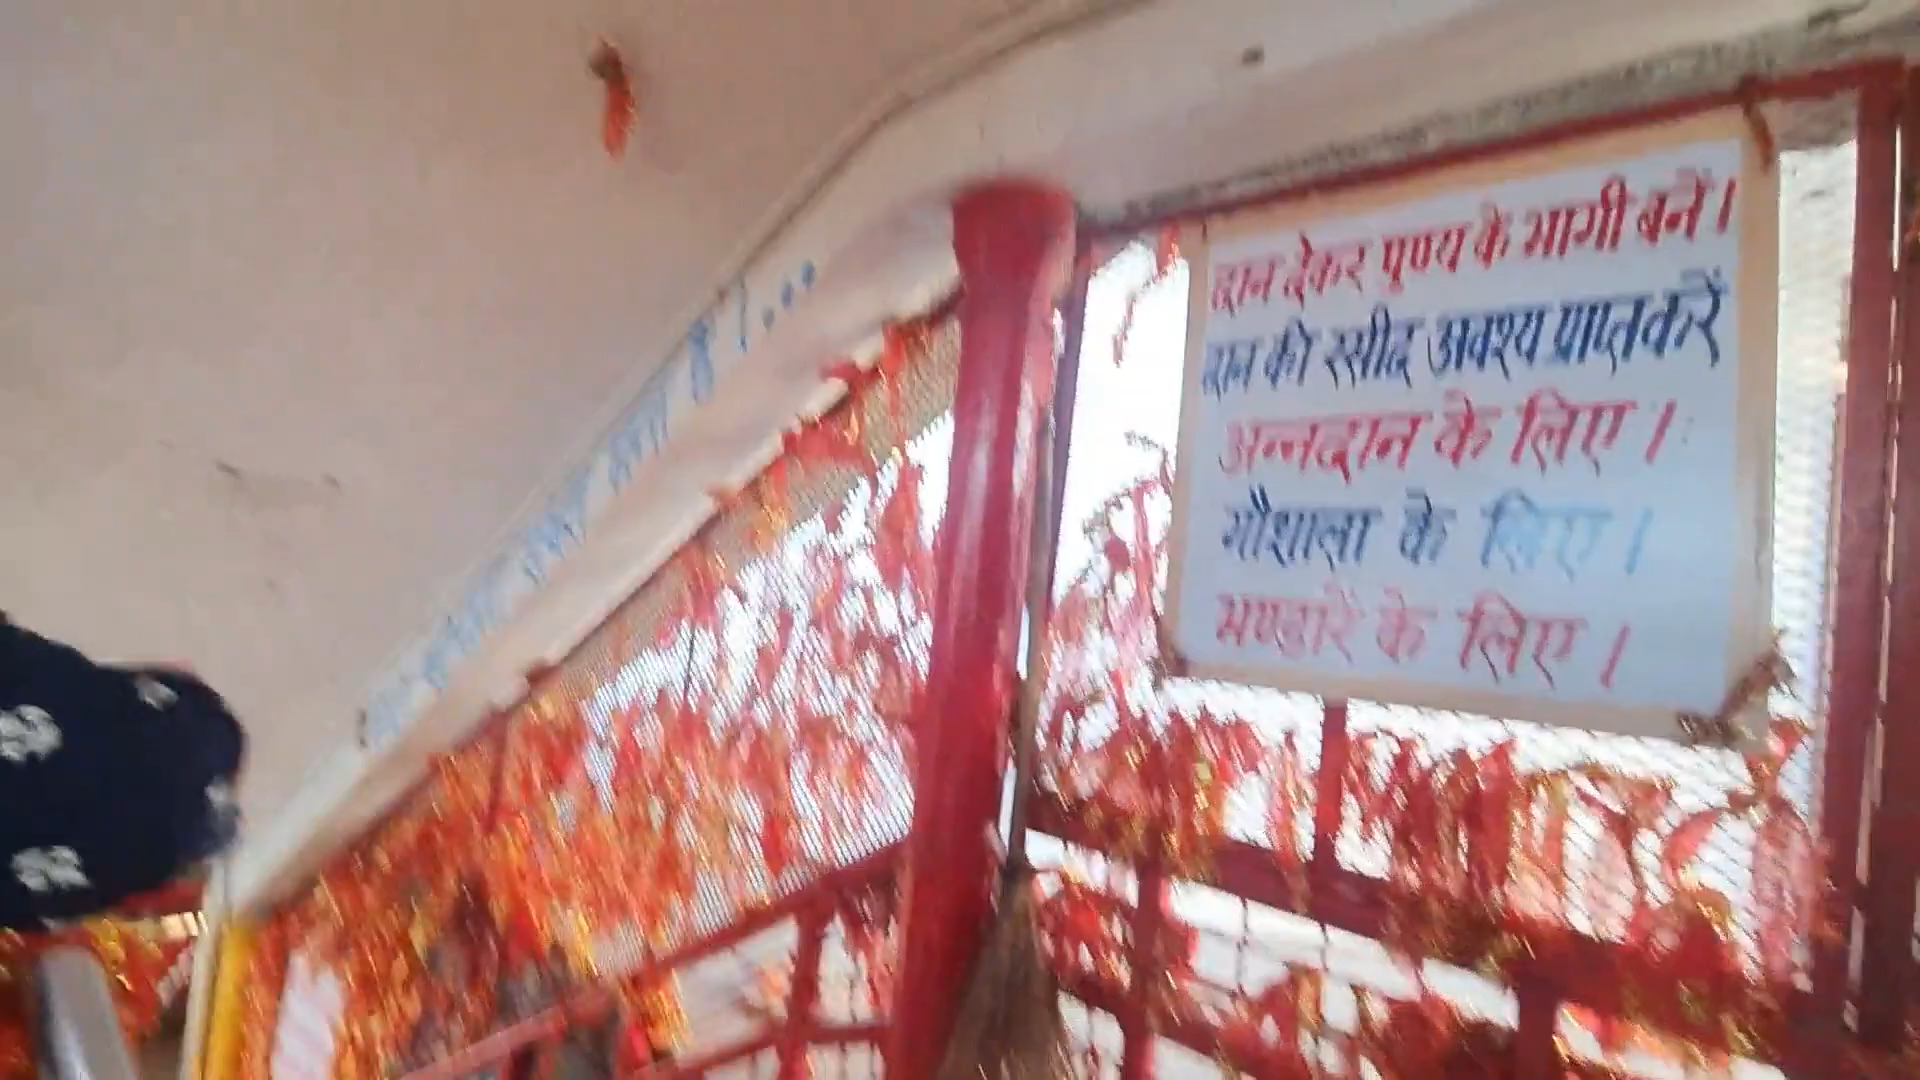 दान देकर पूण्य के भागी बनें।
दान की रसीद अवश्य प्राप्त करें
अन्नदान के लिए।
गौशाला के लिए।
भण्डारे के लिए।